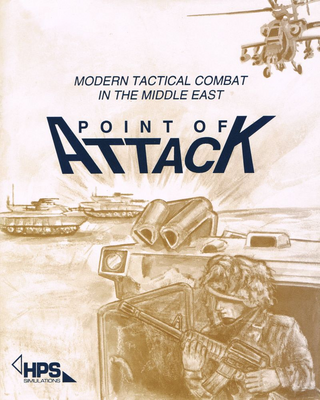 MODERN TACTICAL COMBAT
IN THE MIDDLE EAST
POINT OF
ATTACK
HPS
SIMULATIONS